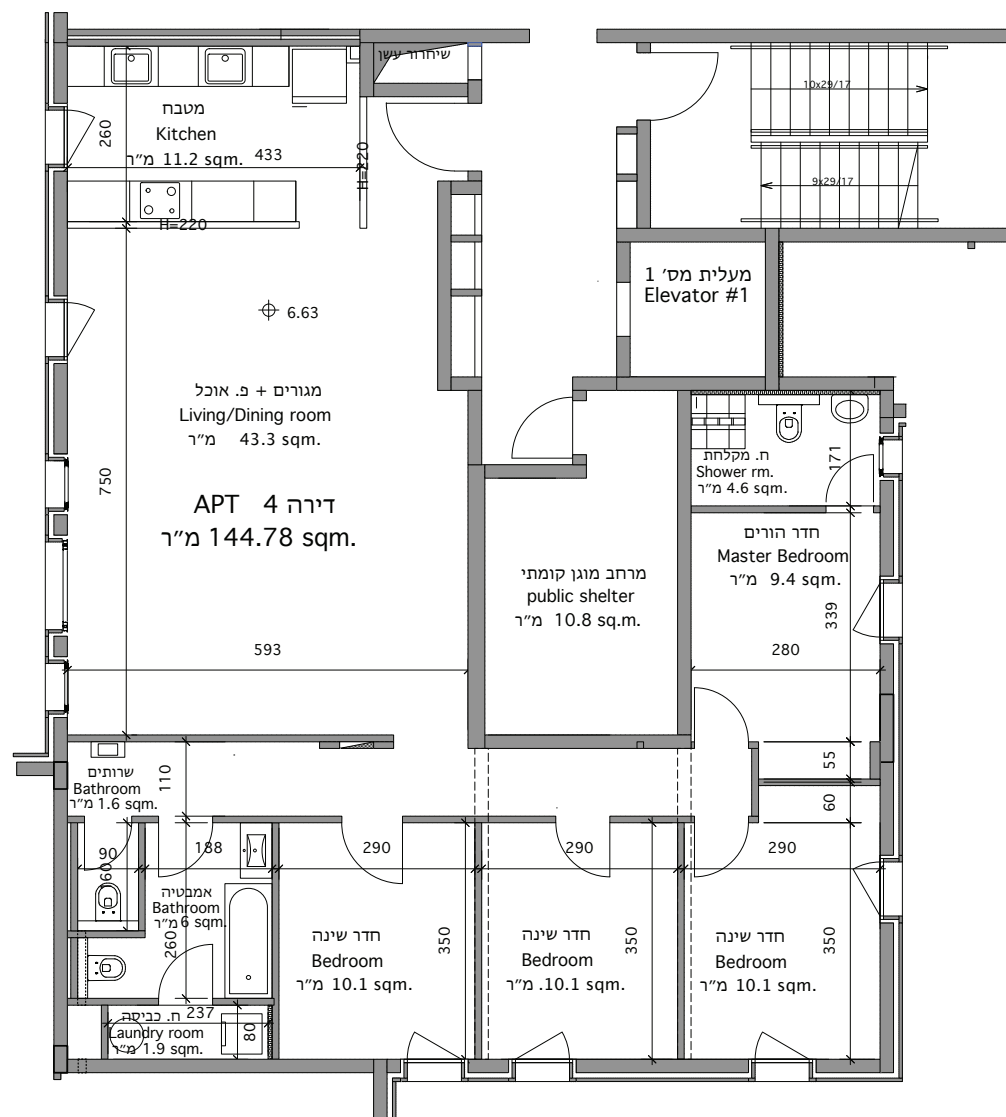 שיחרור עשן
10x29/17
9x29/17
מטבח
Kitchen
11.2 sqm. מ״ר
260
433
H=220
H=220
מעלית מס׳ 1
Elevator #1
6.63
מגורים + פ. אוכל
Living/Dining room
43.3 sqm. מ״ר
750
דירה 4 APT
144.78 sqm. מ״ר
593
ח. מקלחת
Shower rm.
4.6 sqm. מ״ר
171
חדר הורים
Master Bedroom
9.4 sqm. מ״ר
339
280
מרחב מוגן קומתי
public shelter
10.8 sq.m. מ״ר
55
60
שרותים
Bathroom
1.6 sqm. מ״ר
110
90
188
290
290
290
160
אמבטיה
Bathroom
6 sqm. מ״ר
260
חדר שינה
Bedroom
10.1 sqm. מ״ר
350
חדר שינה
Bedroom
10.1 sqm. מ״ר
350
חדר שינה
Bedroom
10.1 sqm. מ״ר
350
237
ח. כביסה
Laundry room
1.9 sqm. מ״ר
80